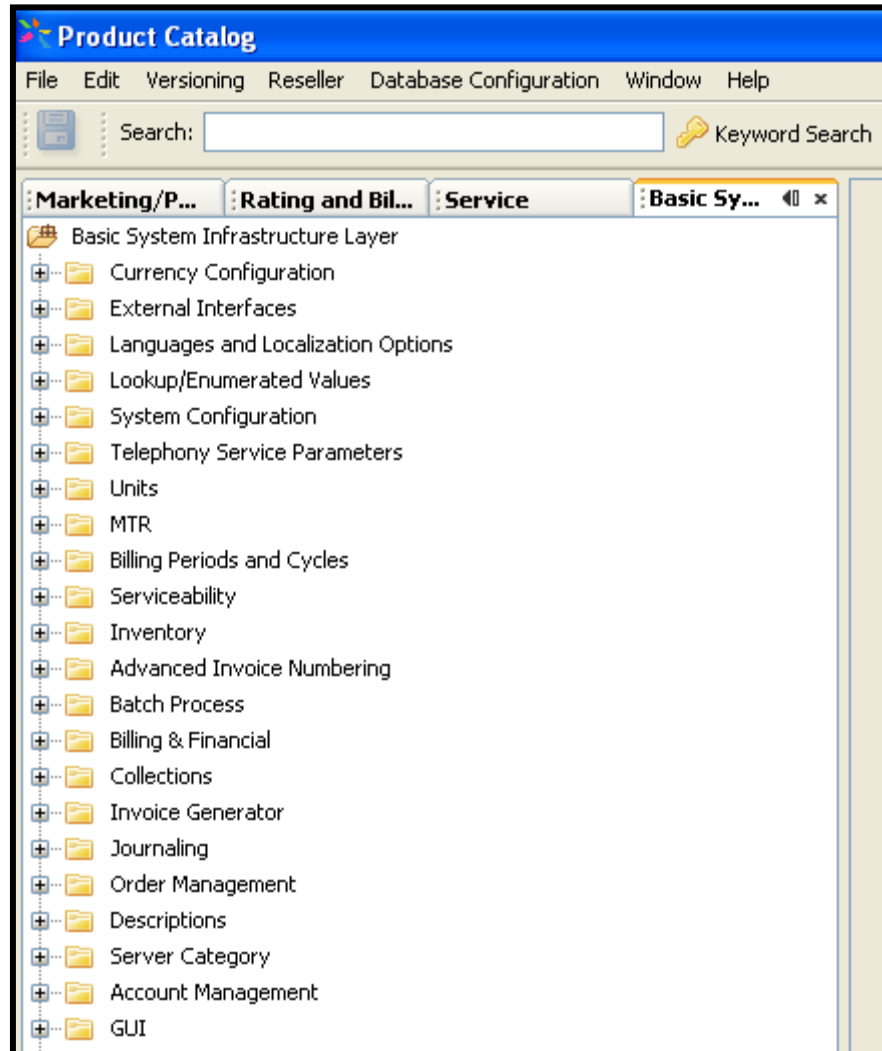 Product Catalog
File Edit Versioning Reseller Database Configuration Window Help
Search: Keyword Search
Marketing/P... Rating and Bil... Service Basic Sy...
Basic System Infrastructure Layer
Currency Configuration
External Interfaces
Languages and Localization Options
Lookup/Enumerated Values
System Configuration
Telephony Service Parameters
Units
MTR
Billing Periods and Cycles
Serviceability
Inventory
Advanced Invoice Numbering
Batch Process
Billing & Financial
Collections
Invoice Generator
Journaling
Order Management
Descriptions
Server Category
Account Management
GUI